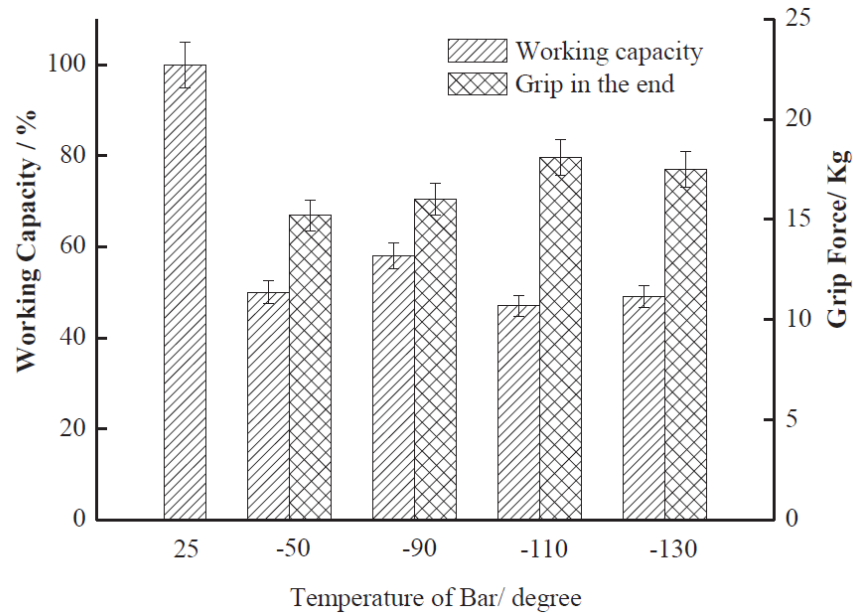 Working capacity
Grip in the end
Working Capacity / %
100
80
60
40
20
0
Grip Force/ Kg
25
20
15
10
5
0
25 -50 -90 -110 -130
Temperature of Bar/ degree